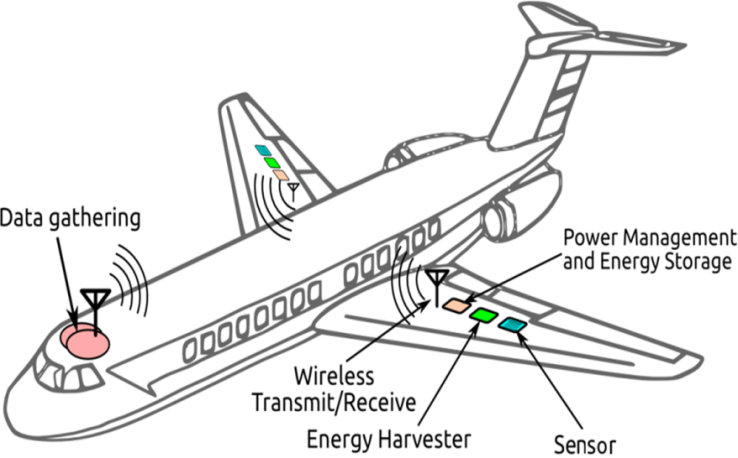 Data gathering
Power Management
and Energy Storage
Wireless
Transmit/Receive
Energy Harvester
Sensor